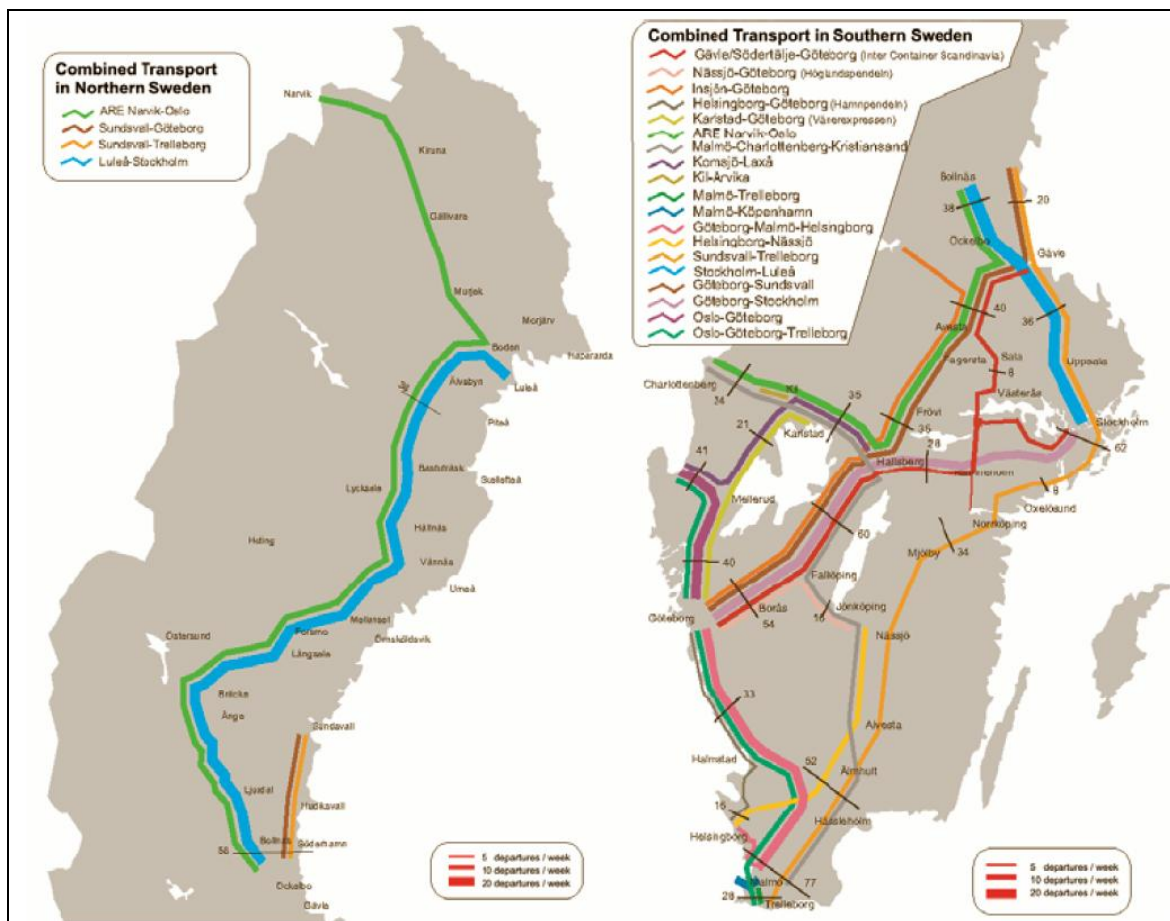 Combined Transport
in Northern Sweden
ARE Narvik-Oslo
Sundsvall-Göteborg
Sundsvall-Trelleborg
Luleå-Stockholm
Narvik
Kiruna
Gällivare
Murjek
Morjärv
Boden
Haparanda
Älvsbyn
Luleå
36
Piteå
Bastuträsk
Skellefteå
Lycksele
Hällnäs
Hoting
Vännäs
Umeå
Mellansel
Östersund
Forsmo
Örnsköldsvik
Långsele
Bräcke
Ånge
Sundsvall
Ljusdal
Hudiksvall
Bollnäs
Söderhamn
58
Ockelbo
Gävle
5 departures / week
10 departures / week
20 departures / week
Combined Transport in Southern Sweden
Gävle/Södertälje-Göteborg (Inter Container Scandinavia)
Nässjö-Göteborg (Höglandspendeln)
Insjön-Göteborg
Helsingborg-Göteborg (Hamnpendeln)
Karlstad-Göteborg (Vänerexpressen)
ARE Narvik-Oslo
Malmö-Charlottenberg-Kristiansand
Kornsjö-Laxå
Kil-Arvika
Malmö-Trelleborg
Malmö-Köpenhamn
Göteborg-Malmö-Helsingborg
Helsingborg-Nässjö
Sundsvall-Trelleborg
Stockholm-Luleå
Göteborg-Sundsvall
Göteborg-Stockholm
Oslo-Göteborg
Oslo-Göteborg-Trelleborg
Bollnäs
38
20
Ockelbo
Gävle
40
36
Avesta
Fagersta
Sala
8
Uppsala
Västerås
Charlottenberg
24
Kil
35
Frövi
35
Karlstad
21
Stockholm
62
28
Hallsberg
41
Mellerud
8
Oxelösund
Norrköping
60
Mjölby
34
40
Falköping
Göteborg
Borås
54
16
Jönköping
Nässjö
33
Alvesta
Halmstad
52
Älmhult
16
Hässleholm
Helsingborg
Malmö
77
28
Trelleborg
5 departures / week
10 departures / week
20 departures / week